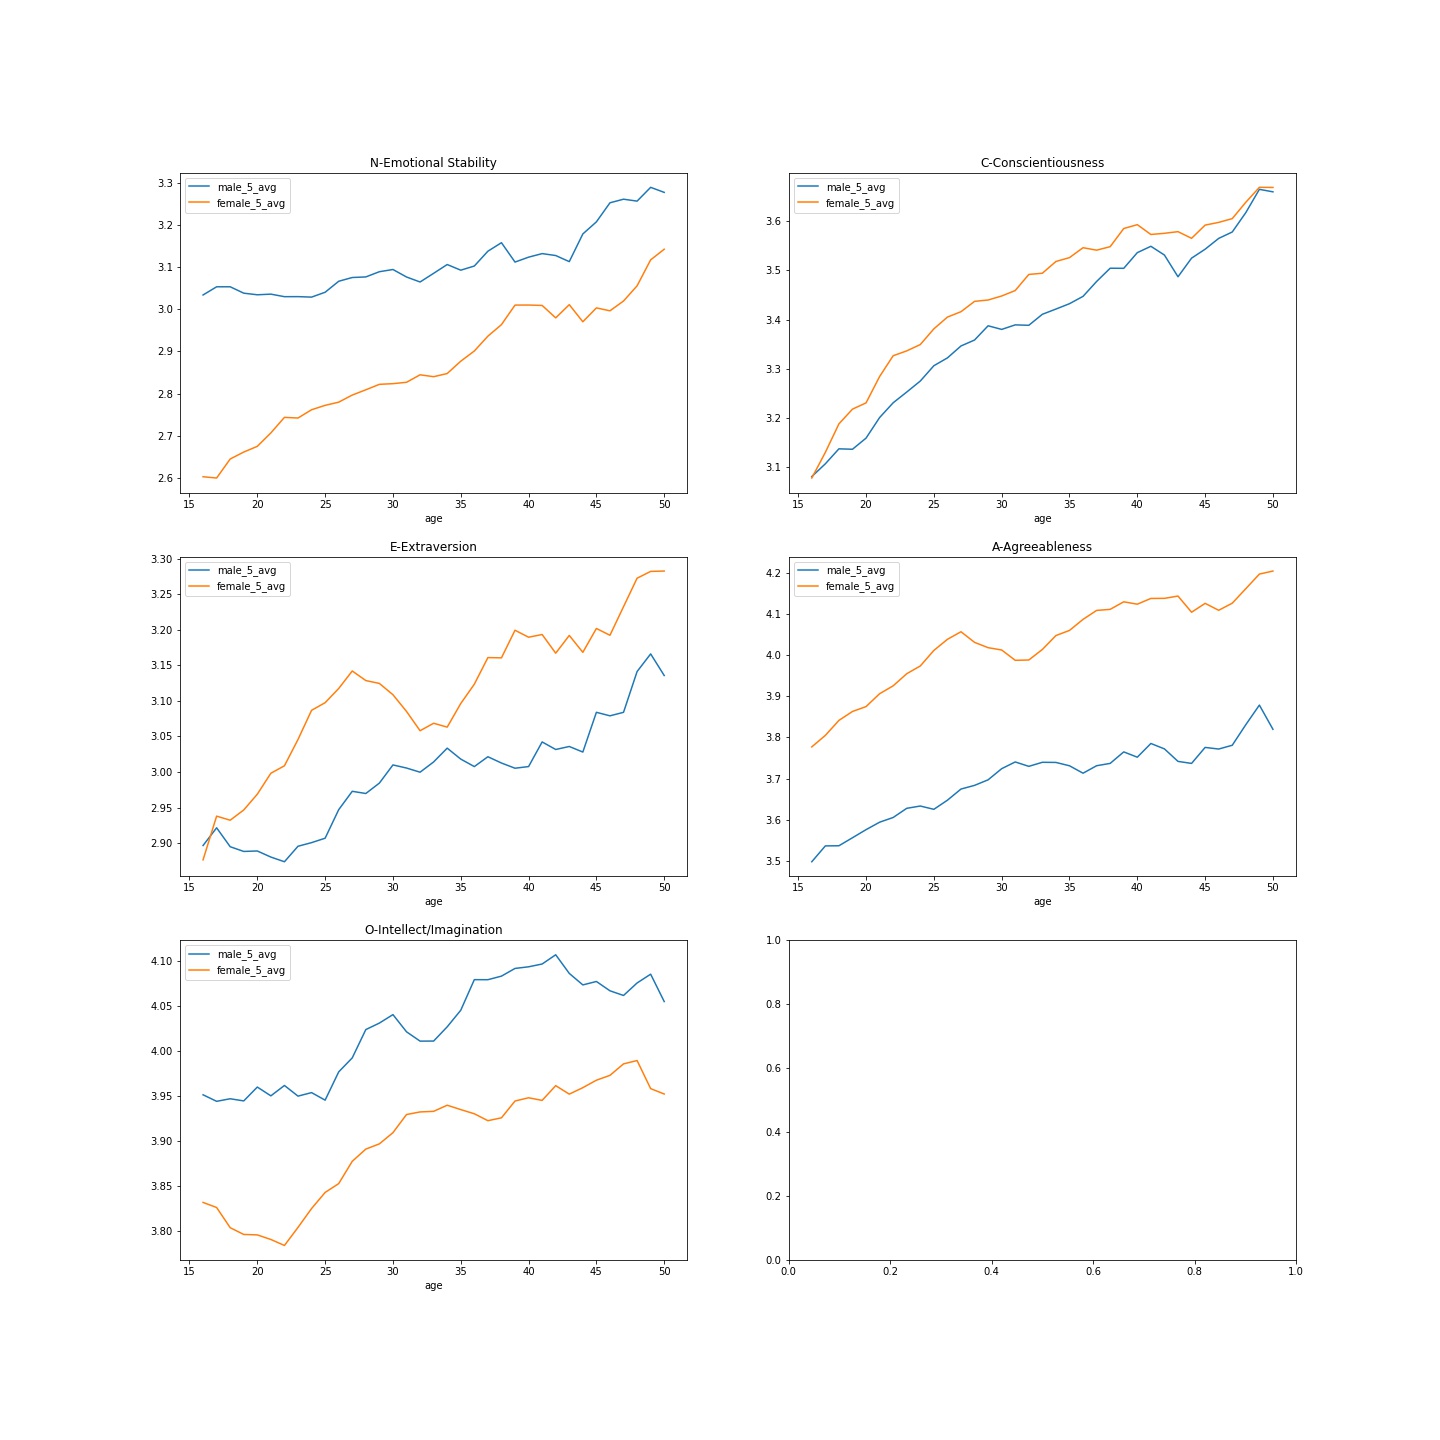 N-Emotional Stability
male_5_avg
female_5_avg
3.3
3.2
3.1
3.0
2.9
2.8
2.7
2.6
15 20 25 30 35 40 45 50
age
C-Conscientiousness
male_5_avg
female_5_avg
3.6
3.5
3.4
3.3
3.2
3.1
15 20 25 30 35 40 45 50
age
E-Extraversion
male_5_avg
female_5_avg
3.30
3.25
3.20
3.15
3.10
3.05
3.00
2.95
2.90
15 20 25 30 35 40 45 50
age
A-Agreeableness
male_5_avg
female_5_avg
4.2
4.1
4.0
3.9
3.8
3.7
3.6
3.5
15 20 25 30 35 40 45 50
age
O-Intellect/Imagination
male_5_avg
female_5_avg
4.10
4.05
4.00
3.95
3.90
3.85
3.80
15 20 25 30 35 40 45 50
age
1.0
0.8
0.6
0.4
0.2
0.0
0.0 0.2 0.4 0.6 0.8 1.0